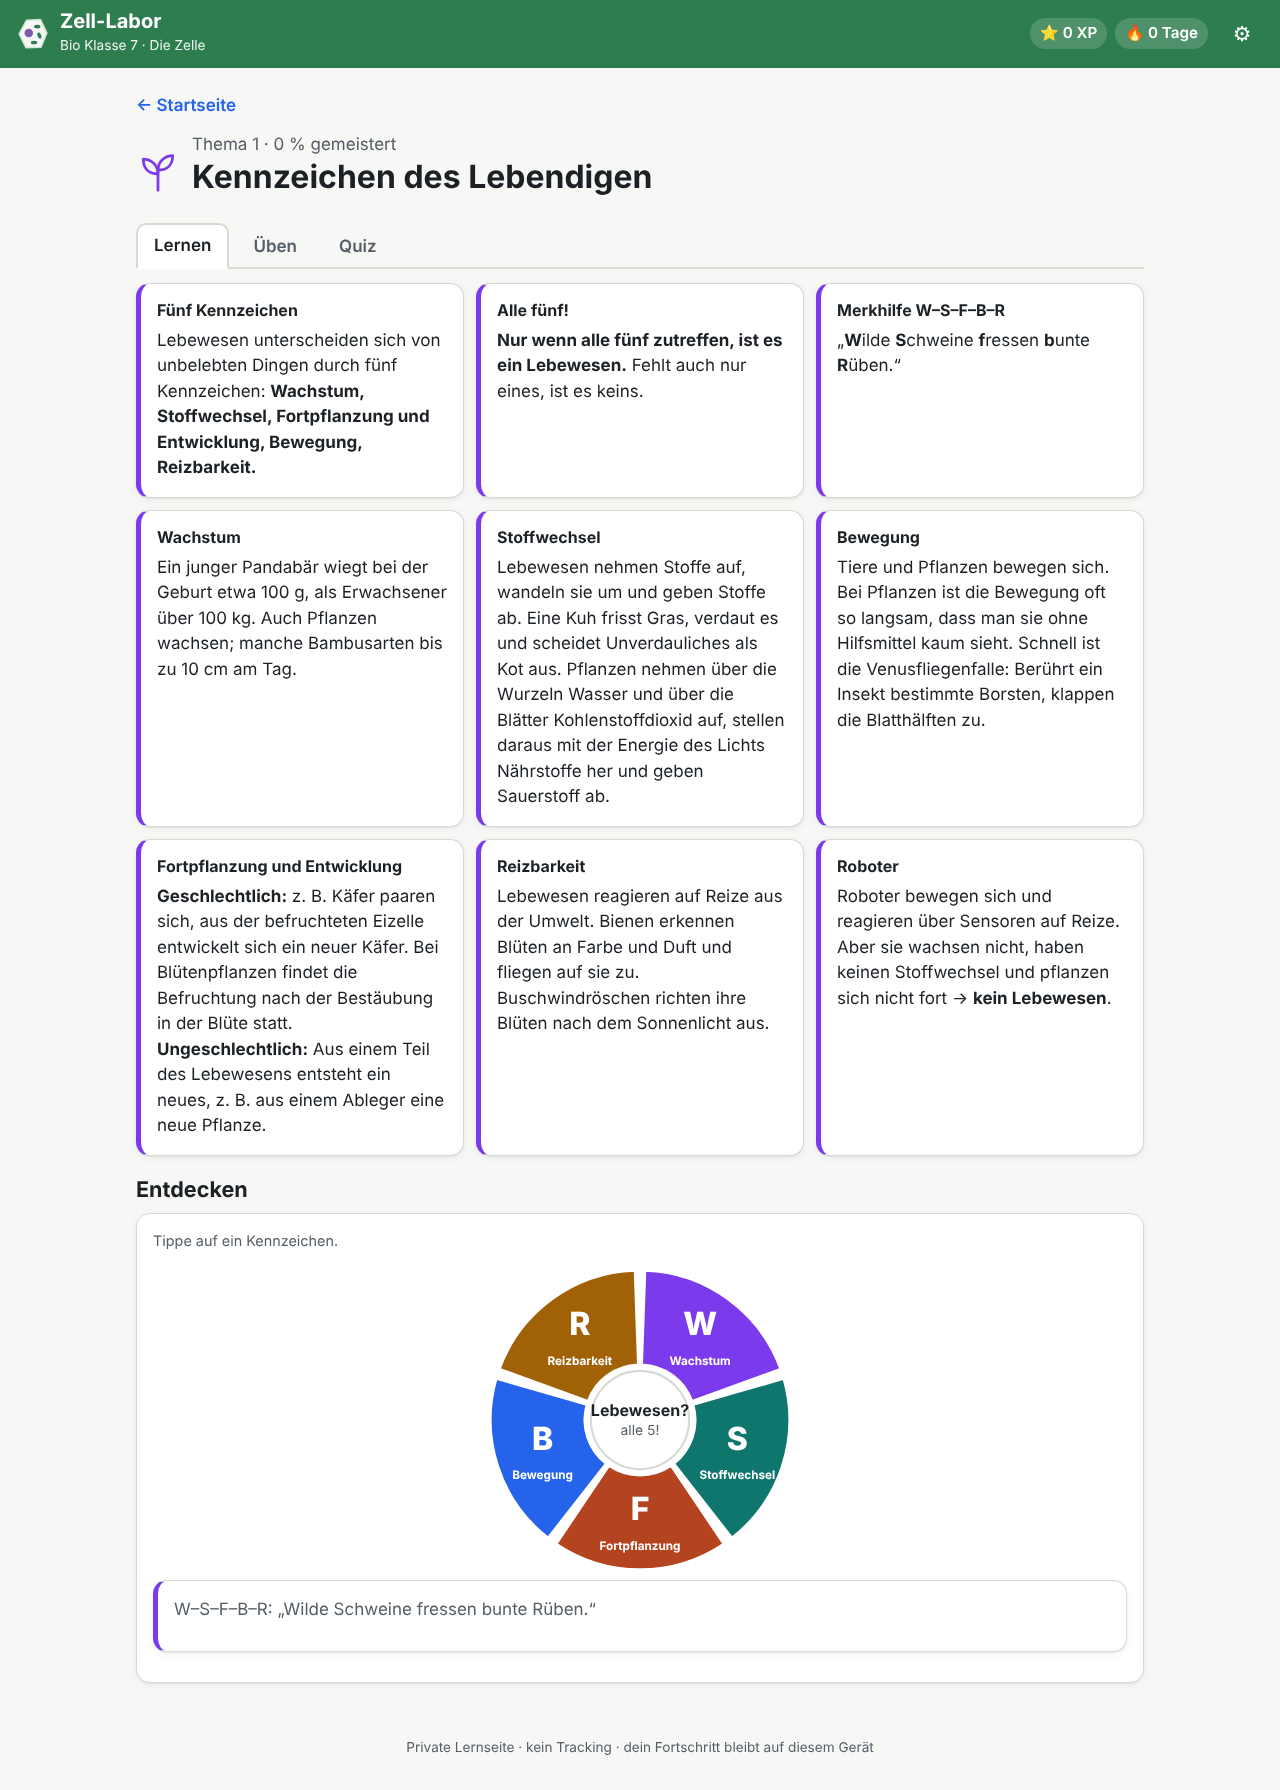 Zell-Labor
Bio Klasse 7 · Die Zelle
⭐ 0 XP
🔥 0 Tage
← Startseite
Thema 1 · 0 % gemeistert
Kennzeichen des Lebendigen
Lernen
Üben
Quiz
Fünf Kennzeichen
Lebewesen unterscheiden sich von
unbelebten Dingen durch fünf
Kennzeichen: Wachstum,
Stoffwechsel, Fortpflanzung und
Entwicklung, Bewegung,
Reizbarkeit.
Alle fünf!
Nur wenn alle fünf zutreffen, ist es
ein Lebewesen. Fehlt auch nur
eines, ist es keins.
Merkhilfe W–S–F–B–R
„Wilde Schweine fressen bunte
Rüben.“
Wachstum
Ein junger Pandabär wiegt bei der
Geburt etwa 100 g, als Erwachsener
über 100 kg. Auch Pflanzen
wachsen; manche Bambusarten bis
zu 10 cm am Tag.
Stoffwechsel
Lebewesen nehmen Stoffe auf,
wandeln sie um und geben Stoffe
ab. Eine Kuh frisst Gras, verdaut es
und scheidet Unverdauliches als
Kot aus. Pflanzen nehmen über die
Wurzeln Wasser und über die
Blätter Kohlenstoffdioxid auf, stellen
daraus mit der Energie des Lichts
Nährstoffe her und geben
Sauerstoff ab.
Bewegung
Tiere und Pflanzen bewegen sich.
Bei Pflanzen ist die Bewegung oft
so langsam, dass man sie ohne
Hilfsmittel kaum sieht. Schnell ist
die Venusfliegenfalle: Berührt ein
Insekt bestimmte Borsten, klappen
die Blatthälften zu.
Fortpflanzung und Entwicklung
Geschlechtlich: z. B. Käfer paaren
sich, aus der befruchteten Eizelle
entwickelt sich ein neuer Käfer. Bei
Blütenpflanzen findet die
Befruchtung nach der Bestäubung
in der Blüte statt.
Ungeschlechtlich: Aus einem Teil
des Lebewesens entsteht ein
neues, z. B. aus einem Ableger eine
neue Pflanze.
Reizbarkeit
Lebewesen reagieren auf Reize aus
der Umwelt. Bienen erkennen
Blüten an Farbe und Duft und
fliegen auf sie zu.
Buschwindröschen richten ihre
Blüten nach dem Sonnenlicht aus.
Roboter
Roboter bewegen sich und
reagieren über Sensoren auf Reize.
Aber sie wachsen nicht, haben
keinen Stoffwechsel und pflanzen
sich nicht fort → kein Lebewesen.
Entdecken
Tippe auf ein Kennzeichen.
R
Reizbarkeit
W
Wachstum
Lebewesen?
alle 5!
B
Bewegung
S
Stoffwechsel
F
Fortpflanzung
W–S–F–B–R: „Wilde Schweine fressen bunte Rüben.“
Private Lernseite · kein Tracking · dein Fortschritt bleibt auf diesem Gerät